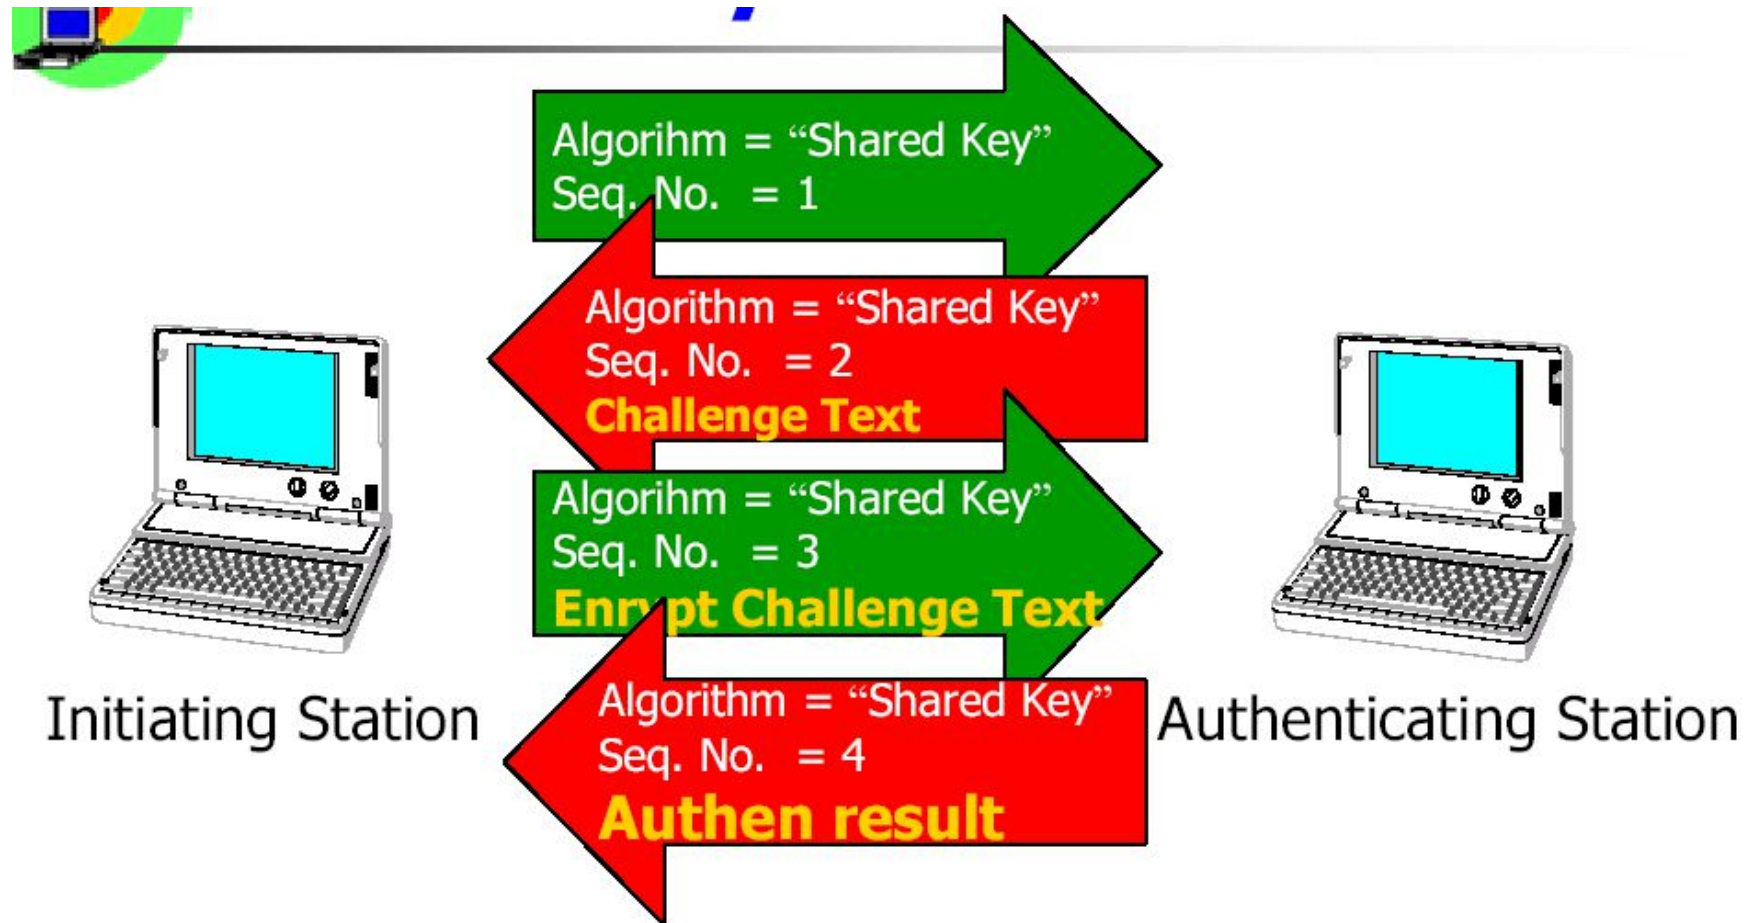 Algorihm = “Shared Key”
Seq. No. = 1
Algorithm = “Shared Key”
Seq. No. = 2
Challenge Text
Algorihm = “Shared Key”
Seq. No. = 3
Enrypt Challenge Text
Algorithm = “Shared Key”
Seq. No. = 4
Authen result
Initiating Station
Authenticating Station